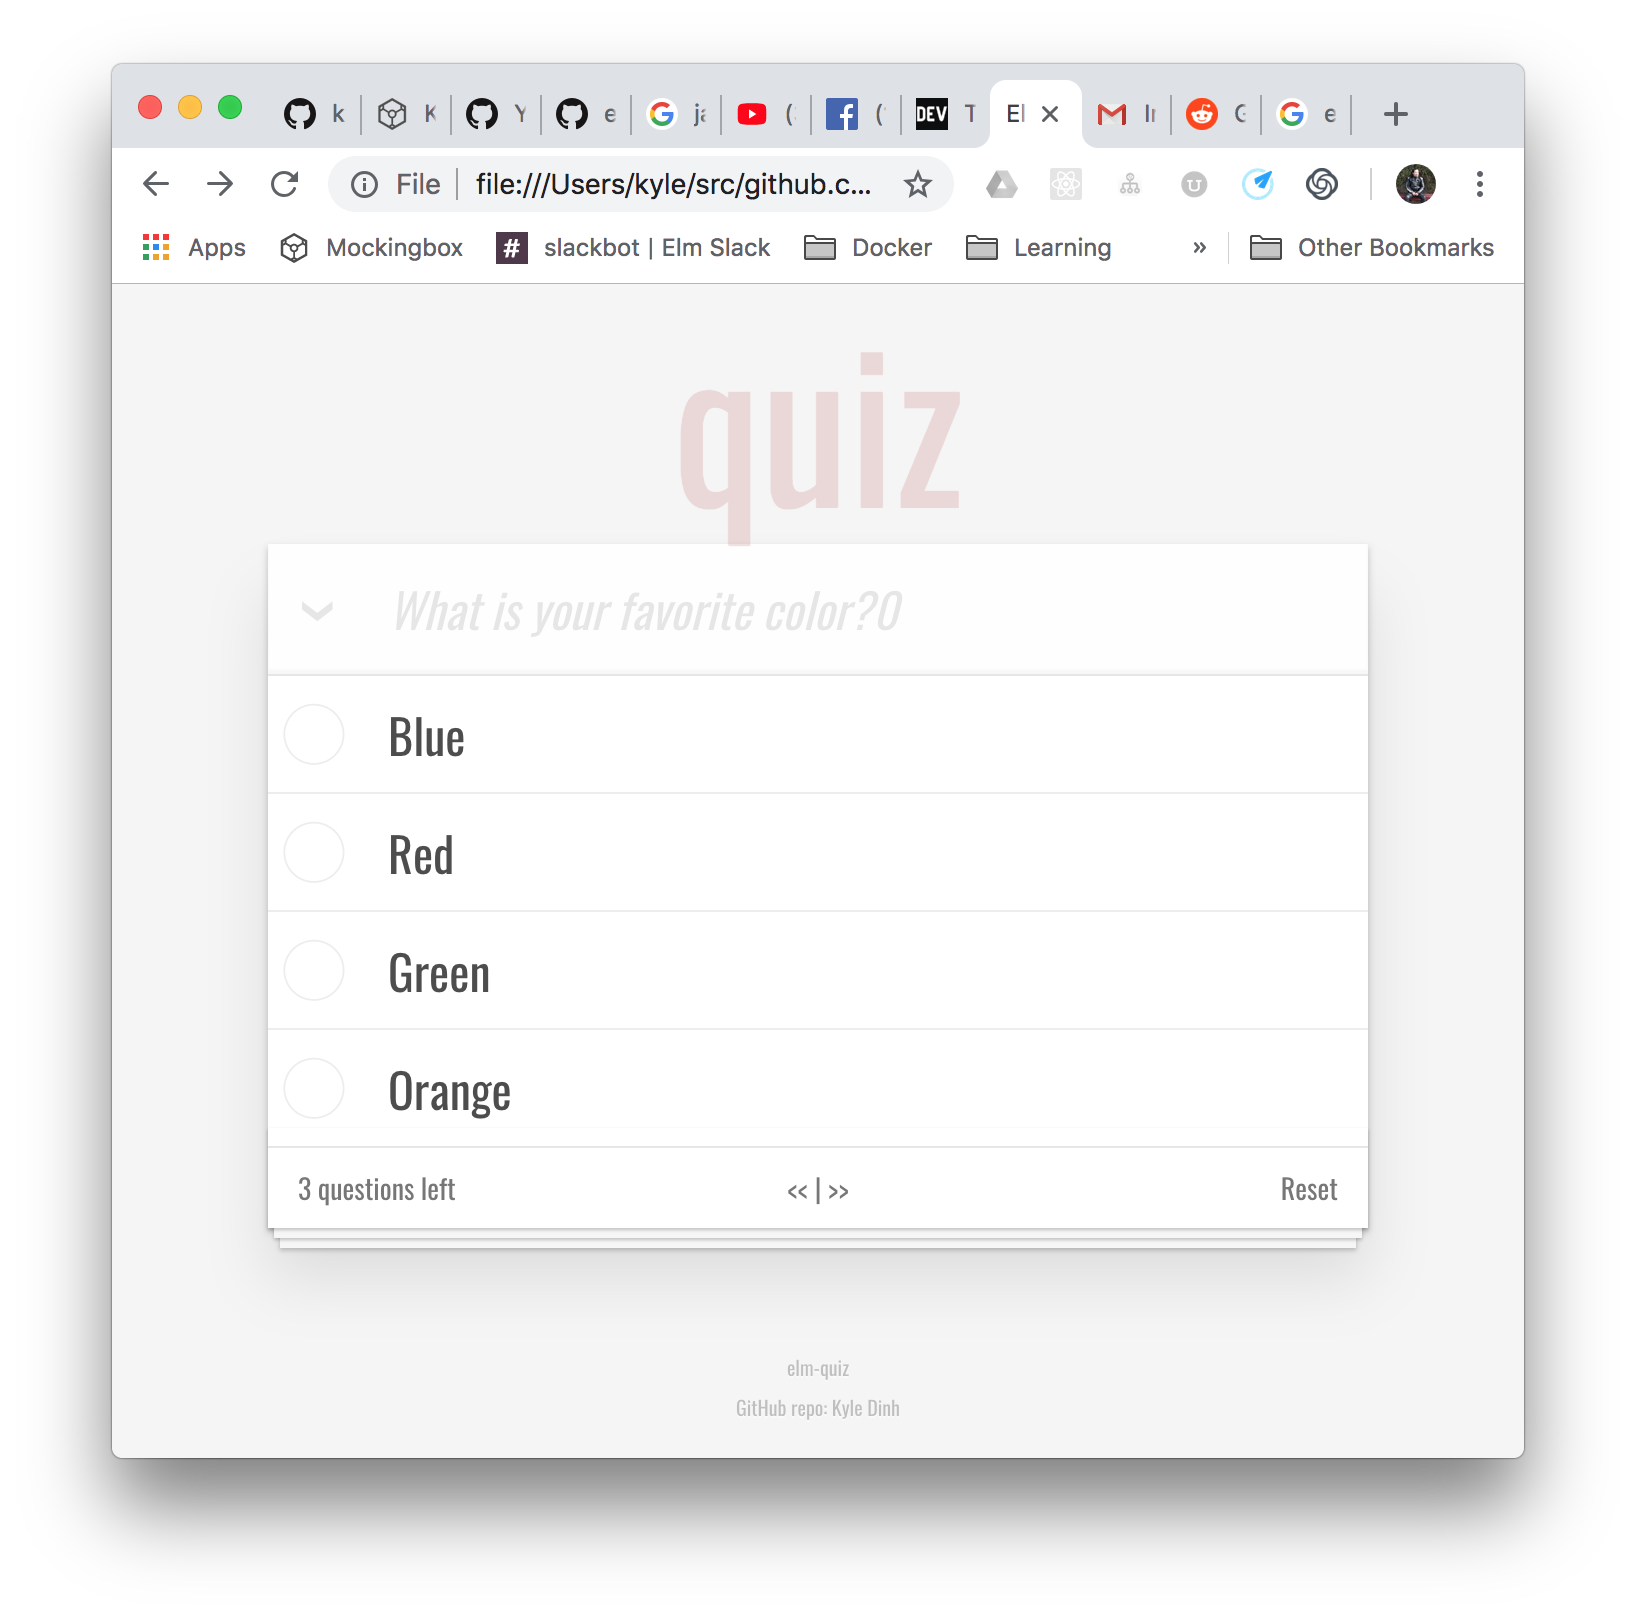 k K Y e ja ( ( DEV T El In G e
File file:///Users/kyle/src/github.c...
Apps Mockingbox # slackbot | Elm Slack Docker Learning » Other Bookmarks
quiz
What is your favorite color?0
Blue
Red
Green
Orange
3 questions left << | >> Reset
elm-quiz
GitHub repo: Kyle Dinh